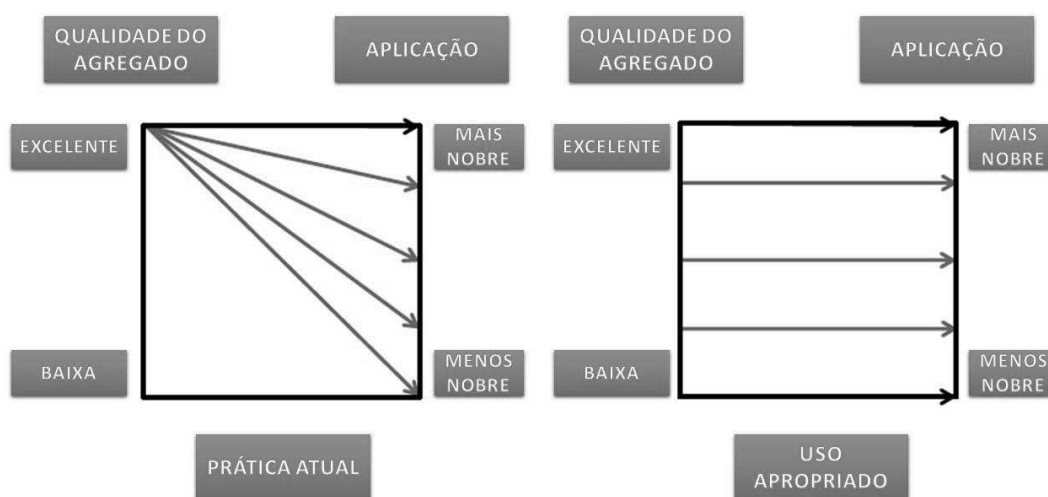 QUALIDADE DO
AGREGADO
APLICAÇÃO
QUALIDADE DO
AGREGADO
APLICAÇÃO
EXCELENTE
MAIS
NOBRE
EXCELENTE
MAIS
NOBRE
BAIXA
MENOS
NOBRE
BAIXA
MENOS
NOBRE
PRÁTICA ATUAL
USO
APROPRIADO